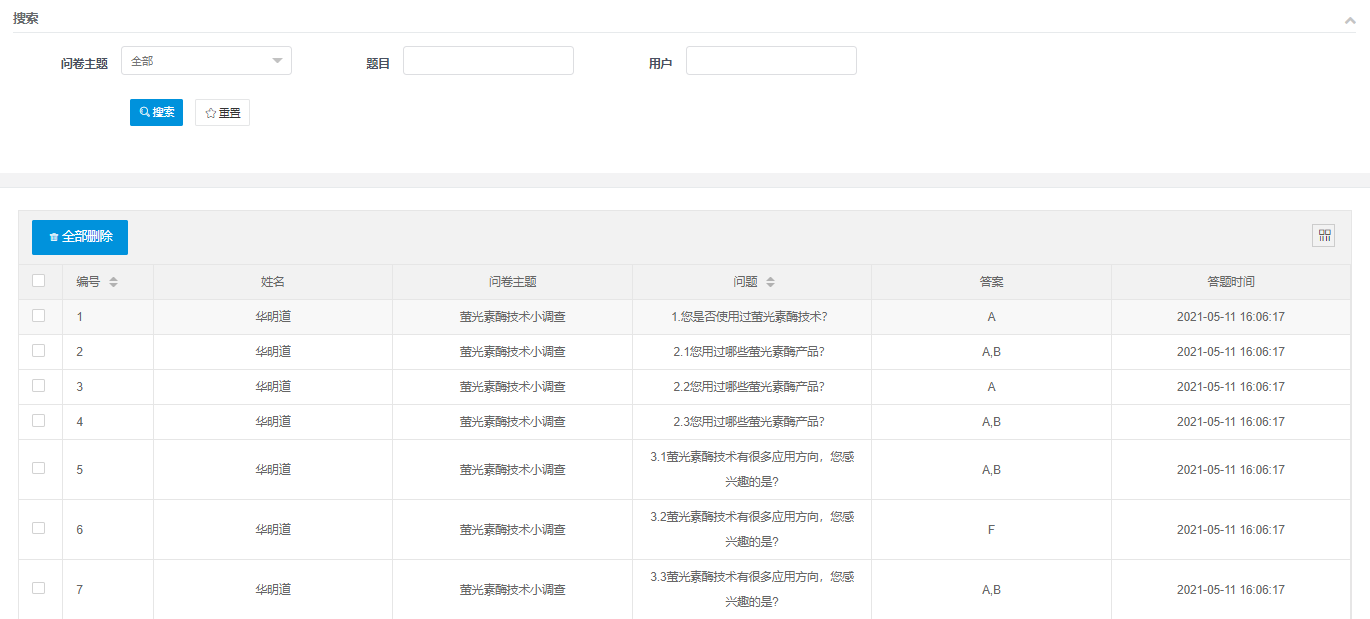 搜索
问卷主题 全部 题目 用户
搜索 重置
全部删除
编号 姓名 问卷主题 问题 答案 答题时间
1 华明道 萤光素酶技术小调查 1.您是否使用过萤光素酶技术? A 2021-05-11 16:06:17
2 华明道 萤光素酶技术小调查 2.1您用过哪些萤光素酶产品? A,B 2021-05-11 16:06:17
3 华明道 萤光素酶技术小调查 2.2您用过哪些萤光素酶产品? A 2021-05-11 16:06:17
4 华明道 萤光素酶技术小调查 2.3您用过哪些萤光素酶产品? A,B 2021-05-11 16:06:17
5 华明道 萤光素酶技术小调查 3.1萤光素酶技术有很多应用方向，您感 A,B 2021-05-11 16:06:17
兴趣的是?
6 华明道 萤光素酶技术小调查 3.2萤光素酶技术有很多应用方向，您感 F 2021-05-11 16:06:17
兴趣的是?
7 华明道 萤光素酶技术小调查 3.3萤光素酶技术有很多应用方向，您感 A,B 2021-05-11 16:06:17
兴趣的是?